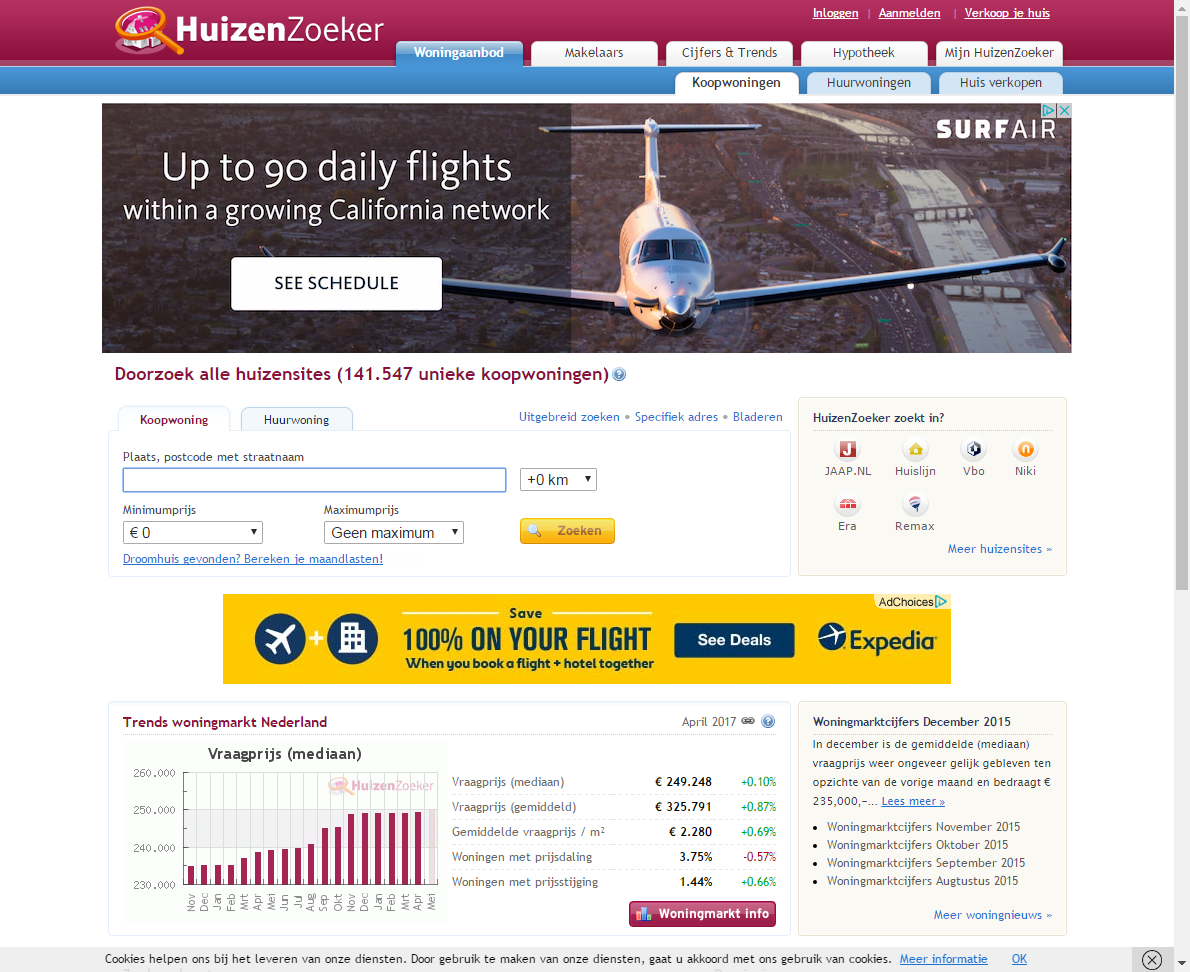 Inloggen | Aanmelden | Verkoop je huis
HuizenZoeker
Woningaanbod Makelaars Cijfers & Trends Hypotheek Mijn HuizenZoeker
Koopwoningen Huurwoningen Huis verkopen
SURFAIR
Up to 90 daily flights
within a growing California network
SEE SCHEDULE
Doorzoek alle huizensites (141.547 unieke koopwoningen)
Koopwoning Huurwoning
Uitgebreid zoeken • Specifiek adres • Bladeren
Plaats, postcode met straatnaam
+0 km
Minimumprijs Maximumprijs
€ 0 Geen maximum Zoeken
Droomhuis gevonden? Bereken je maandlasten!
HuizenZoeker zoekt in?
JAAP.NL Huislijn Vbo Niki
Era Remax
Meer huizensites »
AdChoices
Save
100% ON YOUR FLIGHT
When you book a flight + hotel together
See Deals
Expedia
Trends woningmarkt Nederland April 2017
Vraagprijs (mediaan)
HuizenZoeker
260.000
250.000
240.000
230.000
Nov Dec Jan Feb Mrt Apr Mei Jun Jul Aug Sep Okt Nov Dec Jan Feb Mrt Apr Mei
Vraagprijs (mediaan) € 249.248 +0.10%
Vraagprijs (gemiddeld) € 325.791 +0.87%
Gemiddelde vraagprijs / m² € 2.280 +0.69%
Woningen met prijsdaling 3.75% -0.57%
Woningen met prijsstijging 1.44% +0.66%
Woningmarkt info
Woningmarktcijfers December 2015
In december is de gemiddelde (mediaan)
vraagprijs weer ongeveer gelijk gebleven ten
opzichte van de vorige maand en bedraagt €
235,000,-... Lees meer »
• Woningmarktcijfers November 2015
• Woningmarktcijfers Oktober 2015
• Woningmarktcijfers September 2015
• Woningmarktcijfers Augtustus 2015
Meer woningnieuws »
Cookies helpen ons bij het leveren van onze diensten. Door gebruik te maken van onze diensten, gaat u akkoord met ons gebruik van cookies. Meer informatie OK